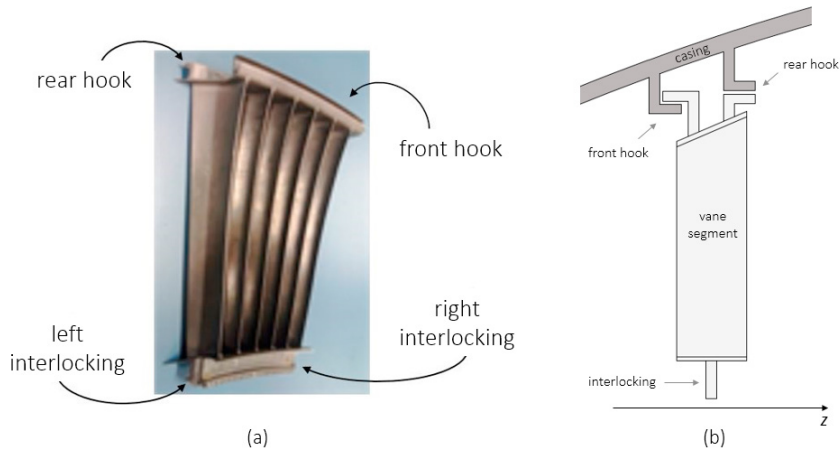 rear hook
front hook
left
interlocking
right
interlocking
(a)
casing
rear hook
front hook
vane
segment
interlocking
z
(b)